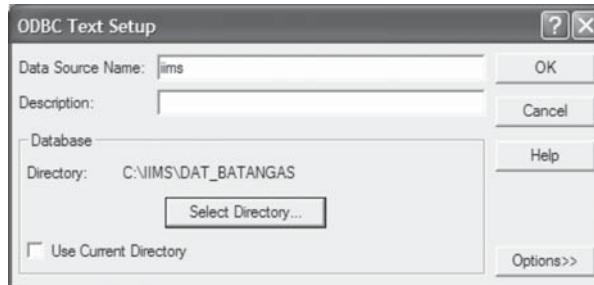 ODBC Text Setup
Data Source Name: iims
OK
Description:
Cancel
Database
Help
Directory: C:\IIMS\DAT_BATANGAS
Select Directory...
Use Current Directory
Options>>